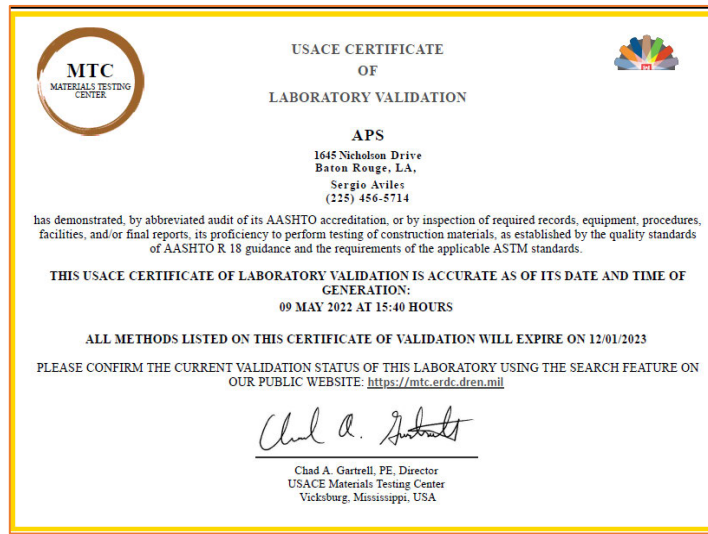 MTC
MATERIALS TESTING
CENTER
USACE CERTIFICATE
OF
LABORATORY VALIDATION
APS
1645 Nicholson Drive
Baton Rouge, LA,
Sergio Aviles
(225) 456-5714
has demonstrated, by abbreviated audit of its AASHTO accreditation, or by inspection of required records, equipment, procedures,
facilities, and/or final reports, its proficiency to perform testing of construction materials, as established by the quality standards
of AASHTO R 18 guidance and the requirements of the applicable ASTM standards.
THIS USACE CERTIFICATE OF LABORATORY VALIDATION IS ACCURATE AS OF ITS DATE AND TIME OF
GENERATION:
09 MAY 2022 AT 15:40 HOURS
ALL METHODS LISTED ON THIS CERTIFICATE OF VALIDATION WILL EXPIRE ON 12/01/2023
PLEASE CONFIRM THE CURRENT VALIDATION STATUS OF THIS LABORATORY USING THE SEARCH FEATURE ON
OUR PUBLIC WEBSITE: https://mtc.erdc.dren.mil
Chad A. Gartrell
Chad A. Gartrell, PE, Director
USACE Materials Testing Center
Vicksburg, Mississippi, USA